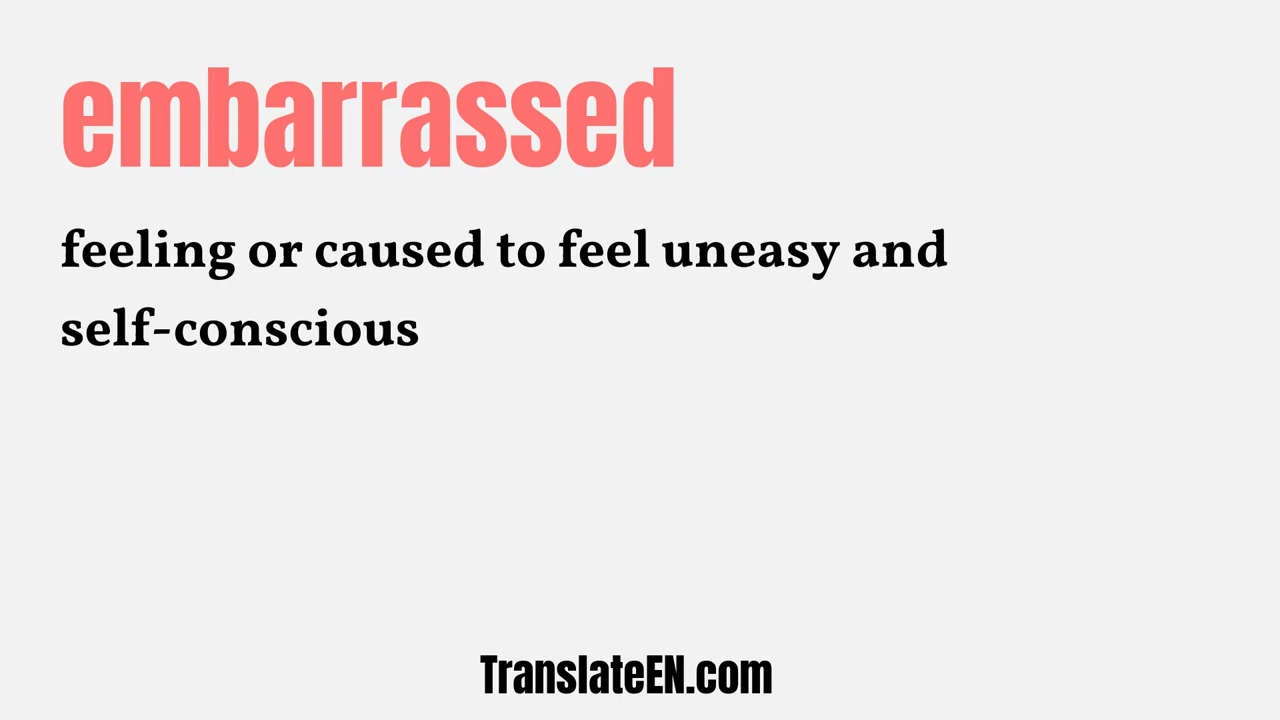 embarrassed
feeling or caused to feel uneasy and
self-conscious
TranslateEN.com